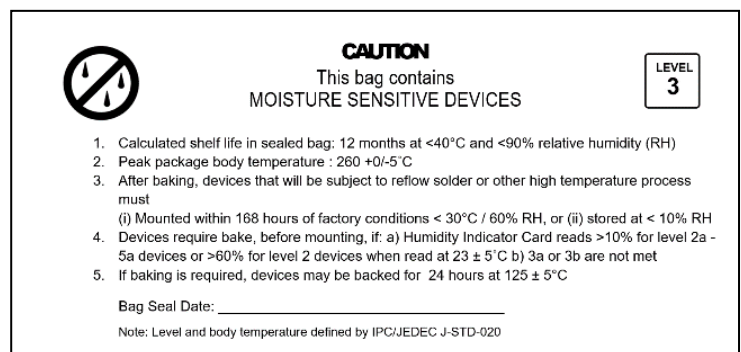 CAUTION
This bag contains
MOISTURE SENSITIVE DEVICES
LEVEL
3
1. Calculated shelf life in sealed bag: 12 months at <40°C and <90% relative humidity (RH)
2. Peak package body temperature : 260 +0/-5˚C
3. After baking, devices that will be subject to reflow solder or other high temperature process
must
(i) Mounted within 168 hours of factory conditions < 30°C / 60% RH, or (ii) stored at < 10% RH
4. Devices require bake, before mounting, if: a) Humidity Indicator Card reads >10% for level 2a -
5a devices or >60% for level 2 devices when read at 23 ± 5˚C b) 3a or 3b are not met
5. If baking is required, devices may be backed for 24 hours at 125 ± 5°C
Bag Seal Date:
Note: Level and body temperature defined by IPC/JEDEC J-STD-020